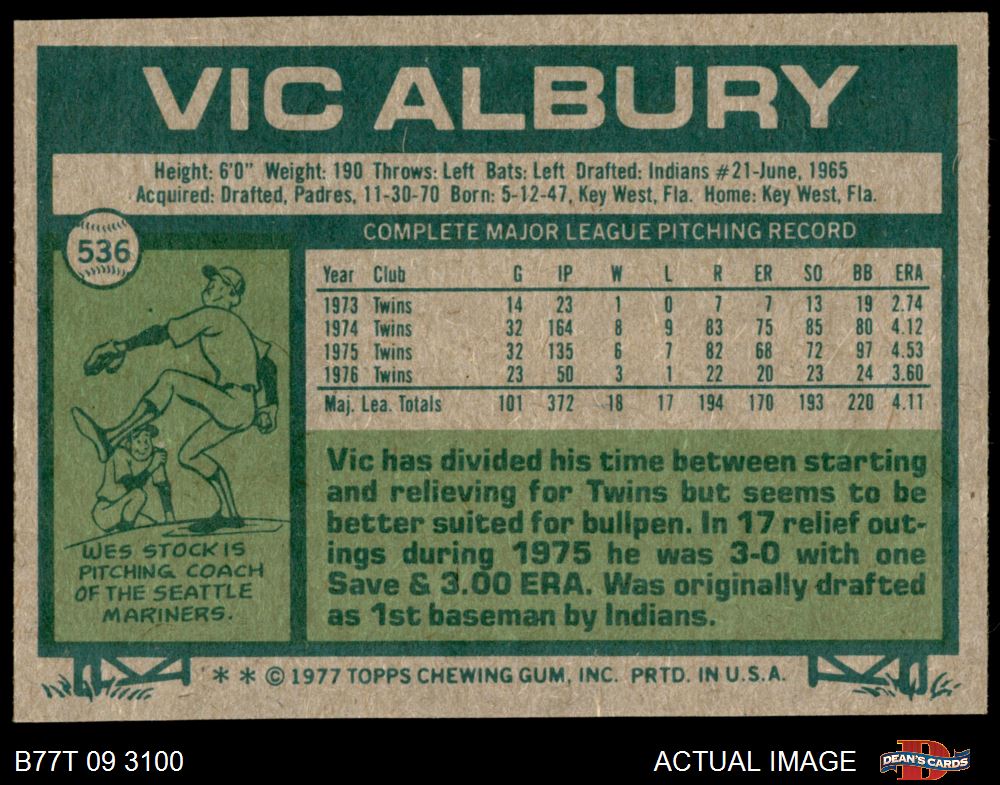 VIC ALBURY
Height: 6'0" Weight: 190 Throws: Left Bats: Left Drafted: Indians #21-June, 1965
Acquired: Drafted, Padres, 11-30-70 Born: 5-12-47, Key West, Fla. Home: Key West, Fla.
536
COMPLETE MAJOR LEAGUE PITCHING RECORD
Year Club G IP W L R ER SO BB ERA
1973 Twins 14 23 1 0 7 7 13 19 2.74
1974 Twins 32 164 8 9 83 75 85 80 4.12
1975 Twins 32 135 6 7 82 68 72 97 4.53
1976 Twins 23 50 3 1 22 20 23 24 3.60
Maj. Lea. Totals 101 372 18 17 194 170 193 220 4.11
WES STOCK IS
PITCHING COACH
OF THE SEATTLE
MARINERS.
Vic has divided his time between starting
and relieving for Twins but seems to be
better suited for bullpen. In 17 relief out-
ings during 1975 he was 3-0 with one
Save & 3.00 ERA. Was originally drafted
as 1st baseman by Indians.
* * © 1977 TOPPS CHEWING GUM, INC. PRTD. IN U.S.A.
B77T 09 3100
ACTUAL IMAGE
D
DEAN'S CARDS